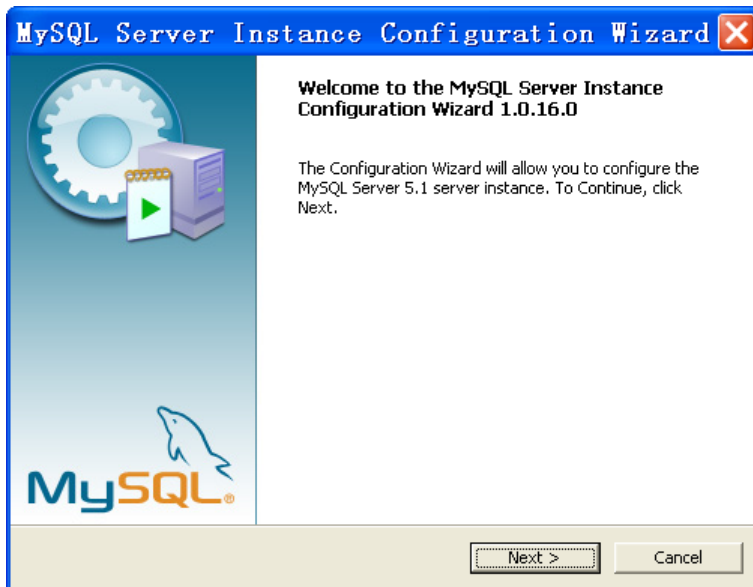 MySQL Server Instance Configuration Wizard
Welcome to the MySQL Server Instance
Configuration Wizard 1.0.16.0
The Configuration Wizard will allow you to configure the
MySQL Server 5.1 server instance. To Continue, click
Next.
MySQL®
Next >
Cancel